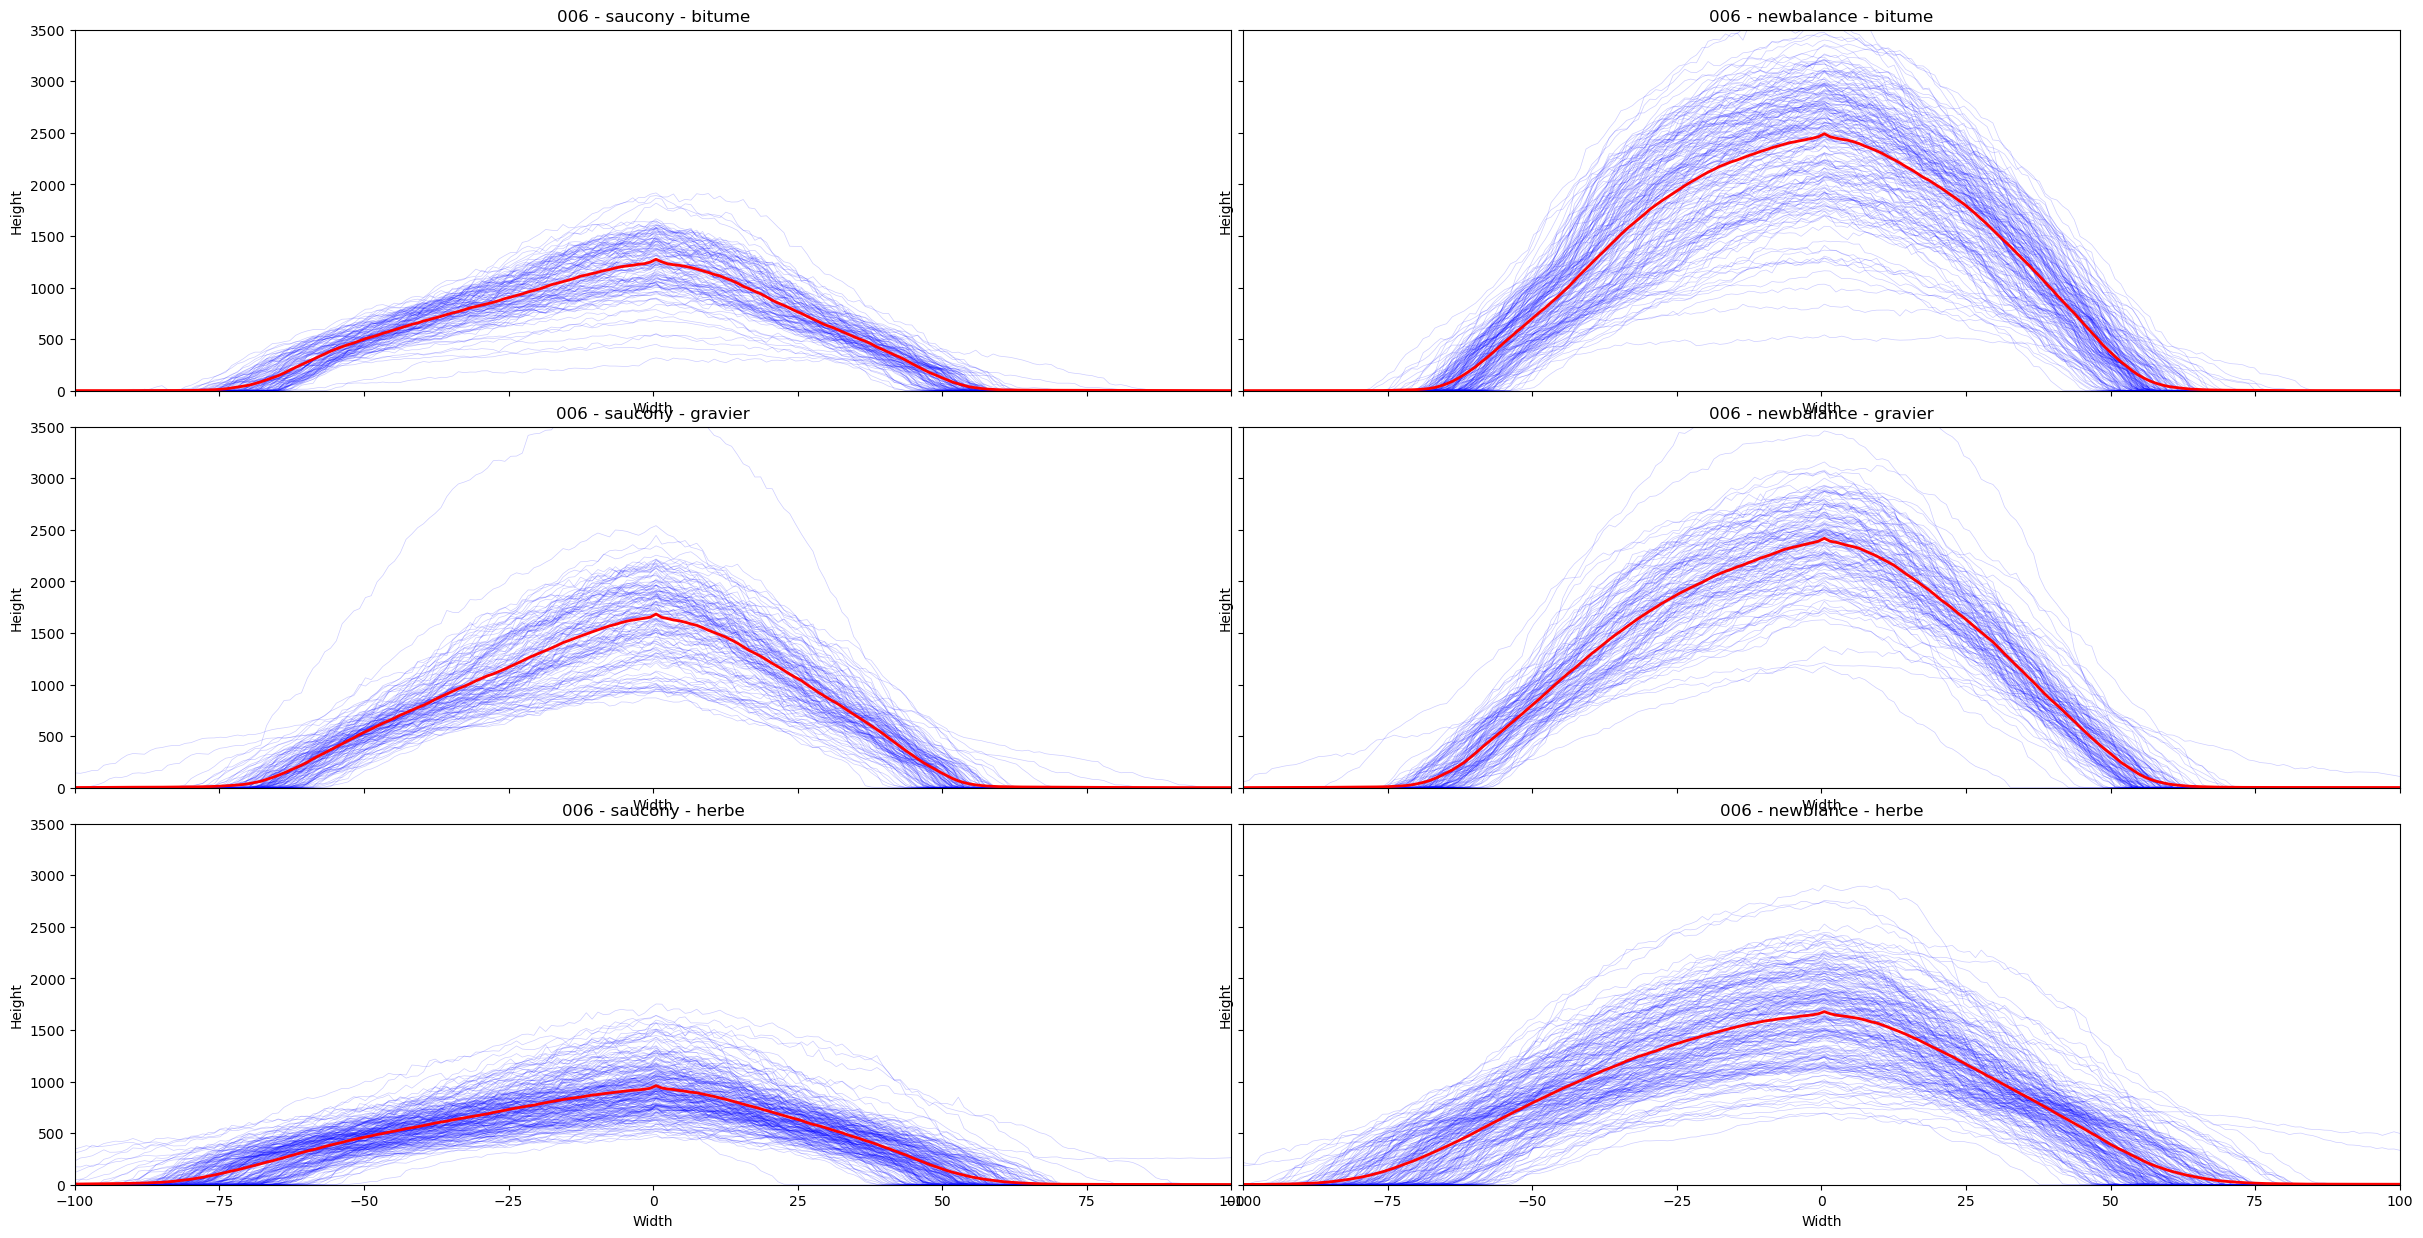 006 - saucony - bitume
3500
3000
2500
2000
1500
1000
500
0
Height
Width
006 - newbalance - bitume
Height
Width
006 - saucony - gravier
3500
3000
2500
2000
1500
1000
500
0
Height
Width
006 - newbalance - gravier
Height
Width
006 - saucony - herbe
3500
3000
2500
2000
1500
1000
500
0
Height
−100 −75 −50 −25 0 25 50 75 100
Width
006 - newblance - herbe
Height
−100 −75 −50 −25 0 25 50 75 100
Width